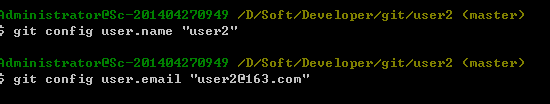 Administrator@Sc-201404270949 /D/Soft/Developer/git/user2 (master)
$ git config user.name "user2"
Administrator@Sc-201404270949 /D/Soft/Developer/git/user2 (master)
$ git config user.email "user2@163.com"